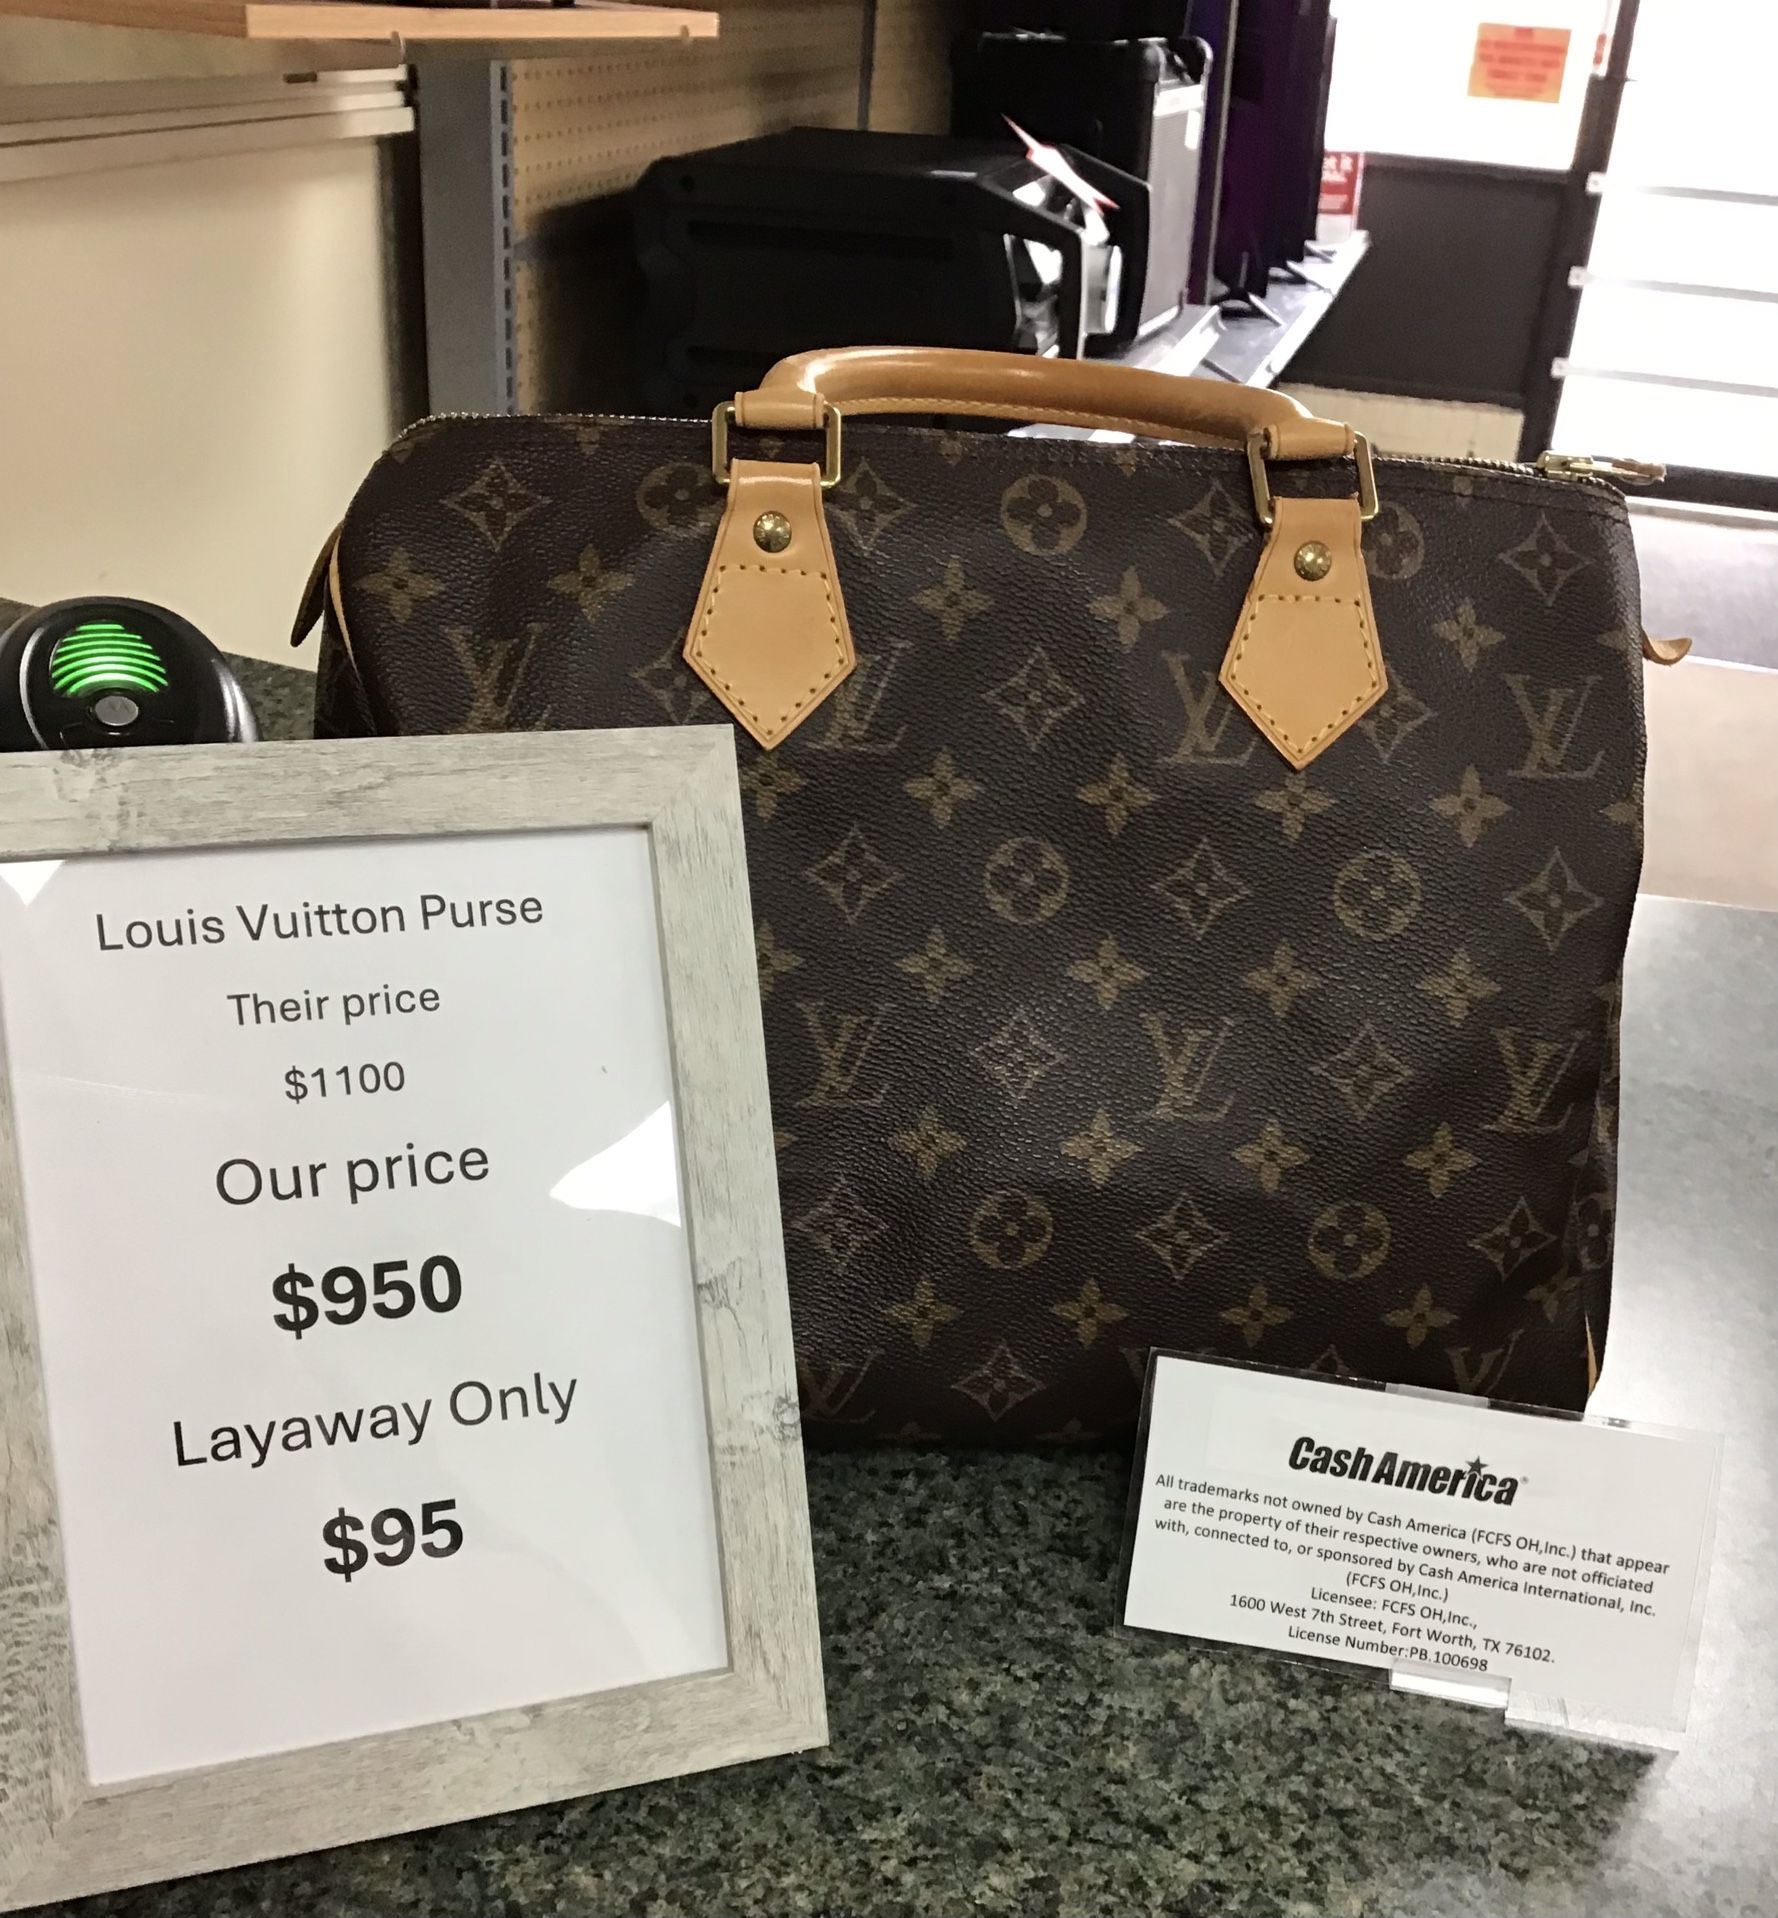 Louis Vuitton Purse
Their price
$1100
Our price
$950
Layaway Only
$95
CashAmerica
All trademarks not owned by Cash America (FCFS OH,Inc.) that appear
are the property of their respective owners, who are not officiated
with, connected to, or sponsored by Cash America International, Inc.
(FCFS OH,Inc.)
Licensee: FCFS OH,Inc.,
1600 West 7th Street, Fort Worth, TX 76102.
License Number:PB.100698